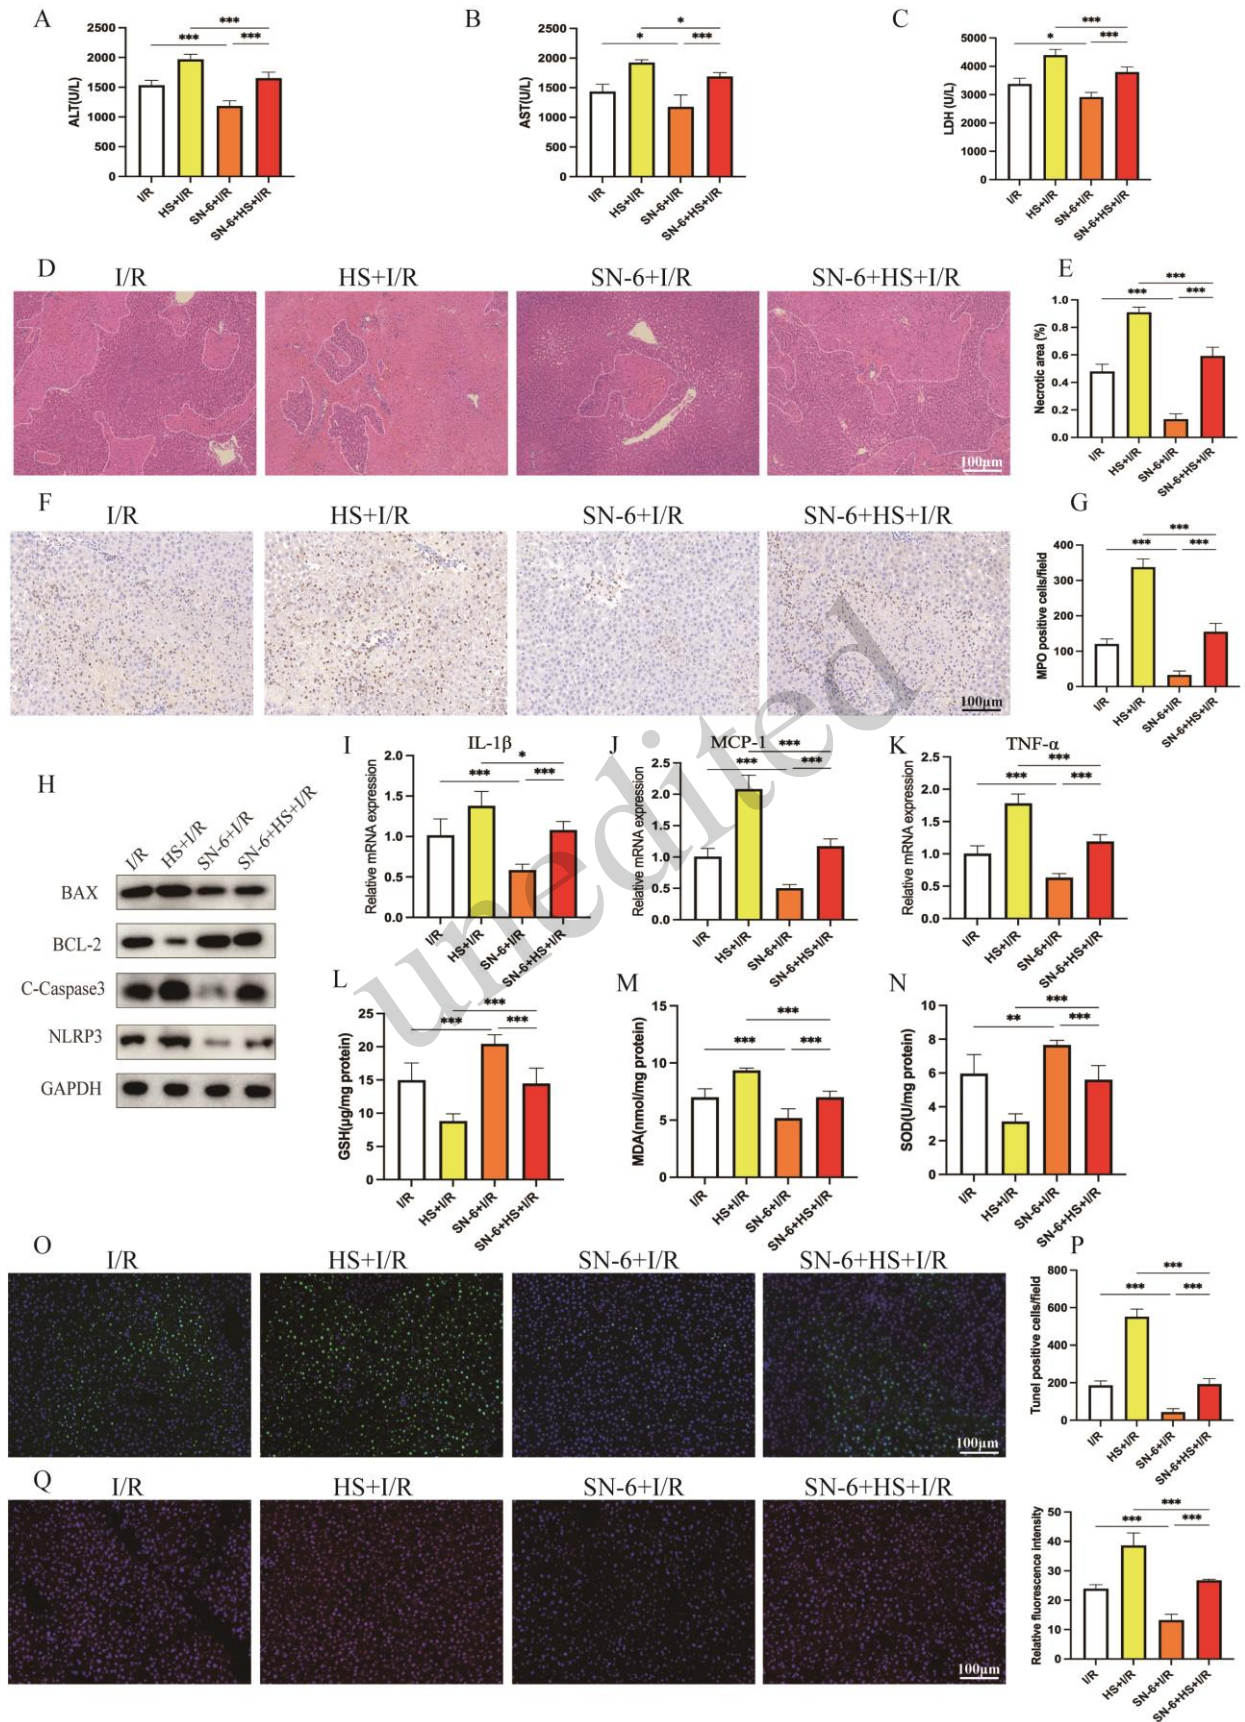 A
ALT(U/L)
2500
2000
1500
1000
500
0
***
***
***
I/R
HS+I/R
SN-6+I/R
SN-6+HS+I/R
B
AST(U/L)
2500
2000
1500
1000
500
0
*
*
***
I/R
HS+I/R
SN-6+I/R
SN-6+HS+I/R
C
LDH (U/L)
5000
4000
3000
2000
1000
0
***
*
***
I/R
HS+I/R
SN-6+I/R
SN-6+HS+I/R
D
I/R
HS+I/R
SN-6+I/R
SN-6+HS+I/R
100μm
E
Necrotic area (%)
1.0
0.8
0.6
0.4
0.2
0.0
***
***
***
I/R
HS+I/R
SN-6+I/R
SN-6+HS+I/R
F
I/R
HS+I/R
SN-6+I/R
SN-6+HS+I/R
100μm
G
MPO positive cells/field
400
300
200
100
0
***
***
***
I/R
HS+I/R
SN-6+I/R
SN-6+HS+I/R
H
I/R
HS+I/R
SN-6+I/R
SN-6+HS+I/R
BAX
BCL-2
C-Caspase3
NLRP3
GAPDH
I
IL-1β
Relative mRNA expression
2.0
1.5
1.0
0.5
0.0
*
***
***
I/R
HS+I/R
SN-6+I/R
SN-6+HS+I/R
J
MCP-1
Relative mRNA expression
2.5
2.0
1.5
1.0
0.5
0.0
***
***
***
I/R
HS+I/R
SN-6+I/R
SN-6+HS+I/R
K
TNF-α
Relative mRNA expression
2.5
2.0
1.5
1.0
0.5
0.0
***
***
***
I/R
HS+I/R
SN-6+I/R
SN-6+HS+I/R
unedited
L
GSH(μg/mg protein)
25
20
15
10
5
0
***
***
***
I/R
HS+I/R
SN-6+I/R
SN-6+HS+I/R
M
MDA(nmol/mg protein)
15
10
5
0
***
***
***
I/R
HS+I/R
SN-6+I/R
SN-6+HS+I/R
N
SOD(U/mg protein)
10
8
6
4
2
0
***
**
***
I/R
HS+I/R
SN-6+I/R
SN-6+HS+I/R
O
I/R
HS+I/R
SN-6+I/R
SN-6+HS+I/R
100μm
P
Tunel positive cells/field
800
600
400
200
0
***
***
***
I/R
HS+I/R
SN-6+I/R
SN-6+HS+I/R
Q
I/R
HS+I/R
SN-6+I/R
SN-6+HS+I/R
100μm
Relative fluorescence intensity
50
40
30
20
10
0
***
***
***
I/R
HS+I/R
SN-6+I/R
SN-6+HS+I/R